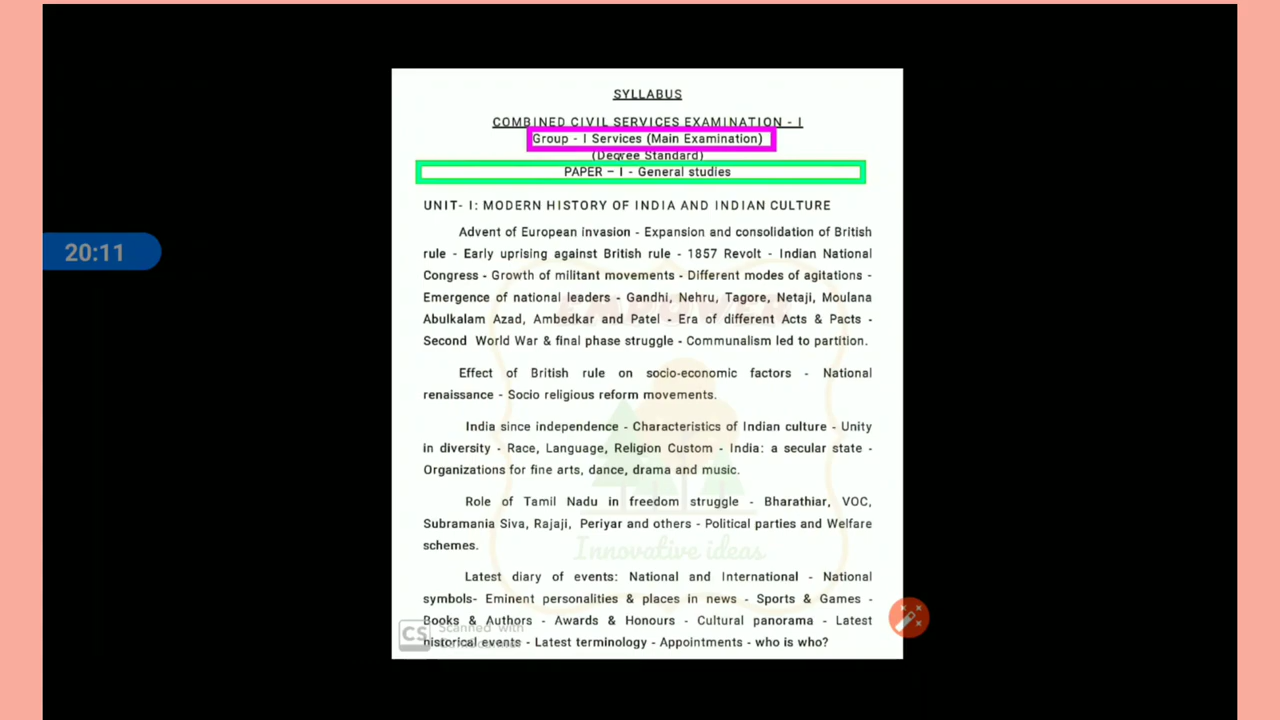 SYLLABUS
COMBINED CIVIL SERVICES EXAMINATION - I
Group - I Services (Main Examination)
(Degree Standard)
PAPER – I - General studies
UNIT- I: MODERN HISTORY OF INDIA AND INDIAN CULTURE
Advent of European invasion - Expansion and consolidation of British
rule - Early uprising against British rule - 1857 Revolt - Indian National
Congress - Growth of militant movements - Different modes of agitations -
Emergence of national leaders - Gandhi, Nehru, Tagore, Netaji, Moulana
Abulkalam Azad, Ambedkar and Patel - Era of different Acts & Pacts -
Second World War & final phase struggle - Communalism led to partition.
Effect of British rule on socio-economic factors - National
renaissance - Socio religious reform movements.
India since independence - Characteristics of Indian culture - Unity
in diversity - Race, Language, Religion Custom - India: a secular state -
Organizations for fine arts, dance, drama and music.
Role of Tamil Nadu in freedom struggle - Bharathiar, VOC,
Subramania Siva, Rajaji, Periyar and others - Political parties and Welfare
schemes.
Latest diary of events: National and International - National
symbols- Eminent personalities & places in news - Sports & Games -
Books & Authors - Awards & Honours - Cultural panorama - Latest
historical events - Latest terminology - Appointments - who is who?
20:11
EMPOWER
Innovative ideas
CS Scanned with
CamScanner